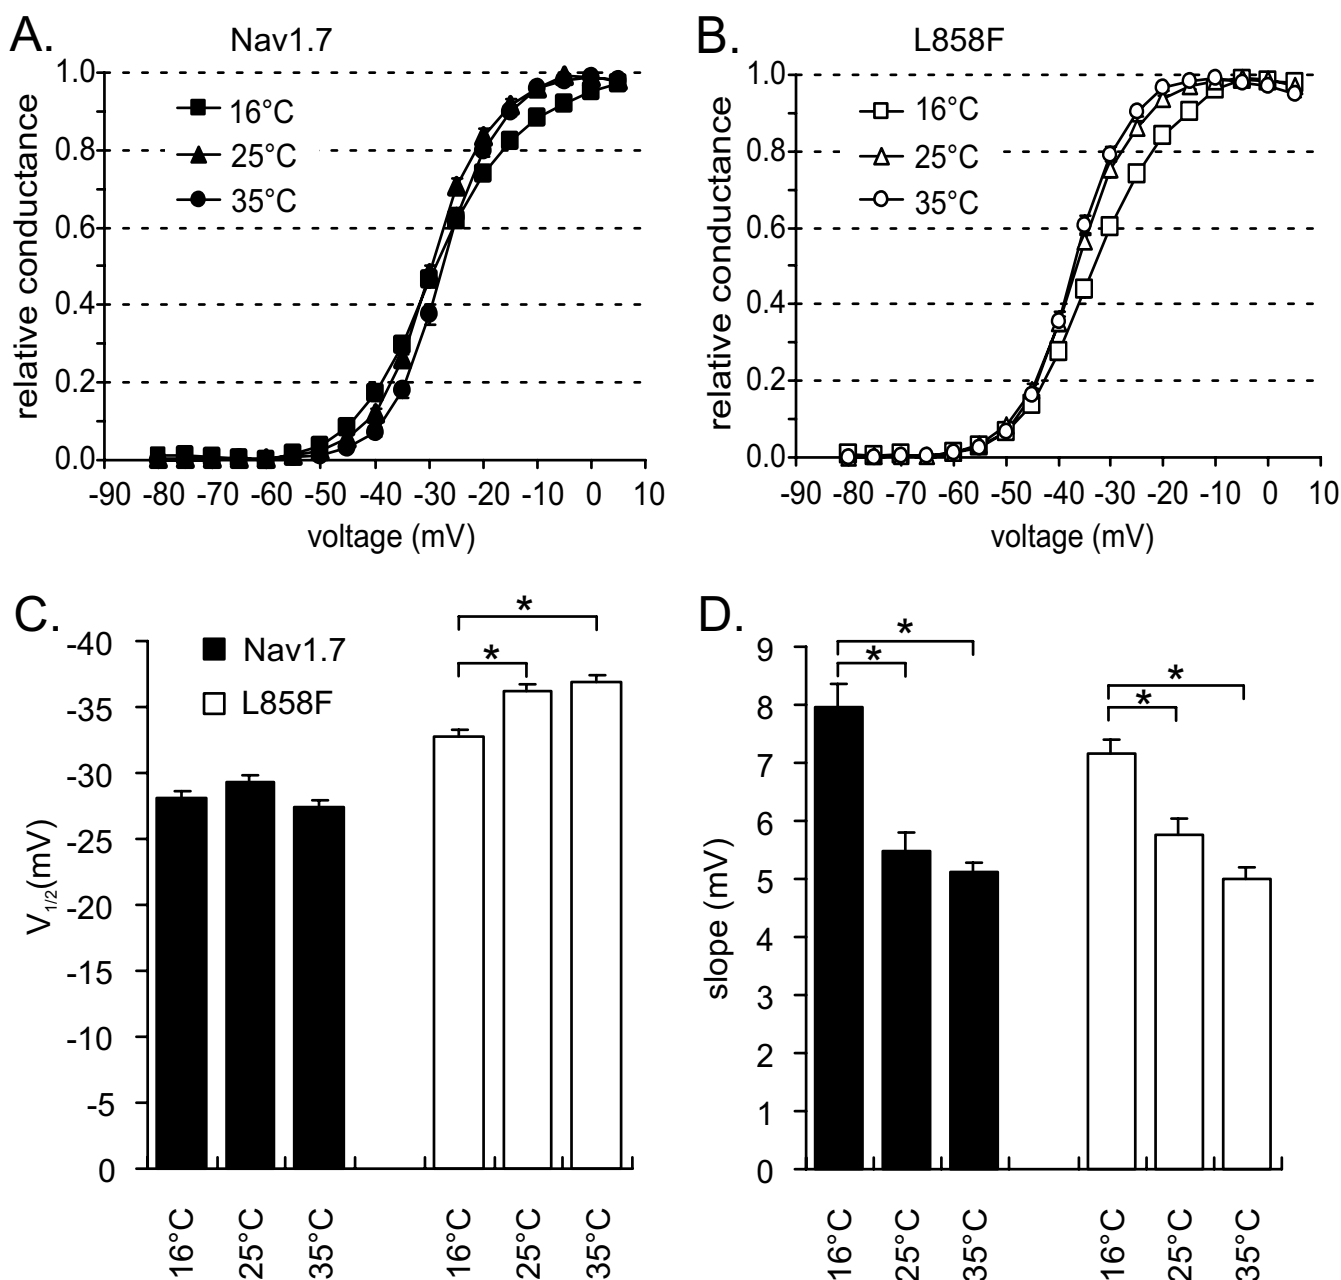 A.
Nav1.7
relative conductance
1.0
0.8
0.6
0.4
0.2
0.0
16°C
25°C
35°C
-90 -80 -70 -60 -50 -40 -30 -20 -10 0 10
voltage (mV)
B.
L858F
relative conductance
1.0
0.8
0.6
0.4
0.2
0.0
16°C
25°C
35°C
-90 -80 -70 -60 -50 -40 -30 -20 -10 0 10
voltage (mV)
C.
V1/2(mV)
-40
-35
-30
-25
-20
-15
-10
-5
0
Nav1.7
L858F
*
*
16°C 25°C 35°C 16°C 25°C 35°C
D.
slope (mV)
9
8
7
6
5
4
3
2
1
0
*
*
*
*
16°C 25°C 35°C 16°C 25°C 35°C